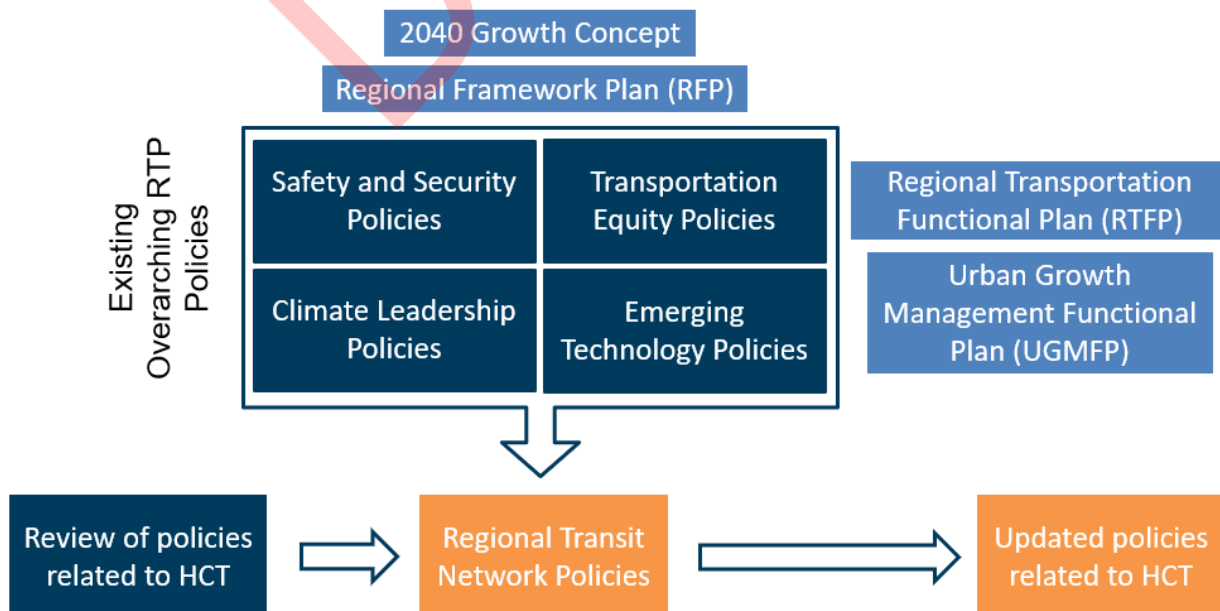 2040 Growth Concept
Regional Framework Plan (RFP)
Existing
Overarching RTP
Policies
Safety and Security
Policies
Transportation
Equity Policies
Climate Leadership
Policies
Emerging
Technology Policies
Regional Transportation
Functional Plan (RTFP)
Urban Growth
Management Functional
Plan (UGMFP)
Review of policies
related to HCT
Regional Transit
Network Policies
Updated policies
related to HCT